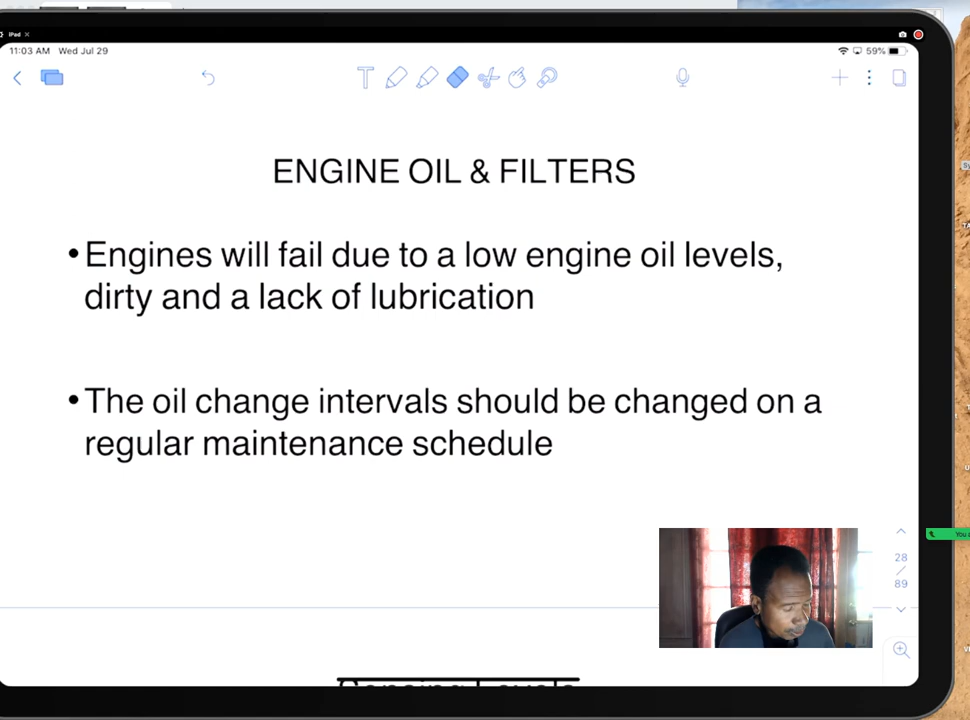 iPad
11:03 AM Wed Jul 29
59%
T
ENGINE OIL & FILTERS
•Engines will fail due to a low engine oil levels,
dirty and a lack of lubrication
•The oil change intervals should be changed on a
regular maintenance schedule
28
89